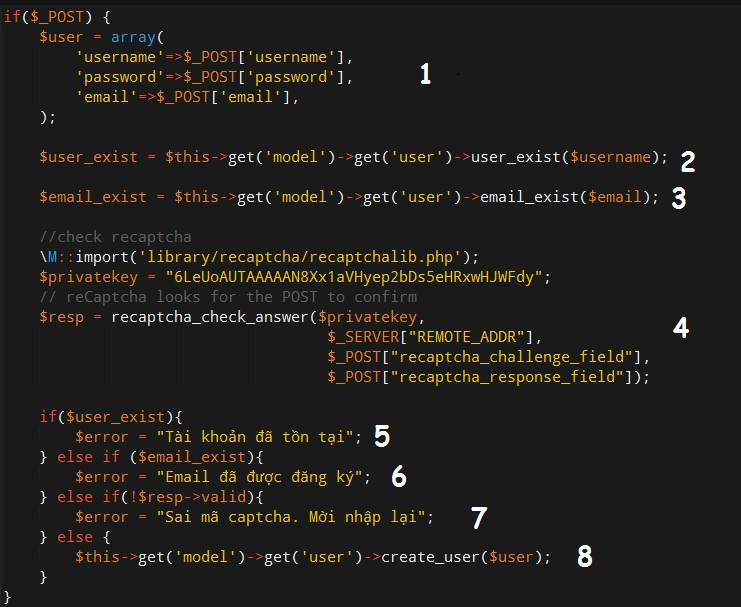 if($_POST) {
    $user = array(
        'username'=>$_POST['username'],
        'password'=>$_POST['password'], 1
        'email'=>$_POST['email'],
    );
    $user_exist = $this->get('model')->get('user')->user_exist($username); 2
    $email_exist = $this->get('model')->get('user')->email_exist($email); 3
    //check recaptcha
    \M::import('library/recaptcha/recaptchalib.php');
    $privatekey = "6LeUoAUTAAAAAN8Xx1aVHyep2bDs5eHRxwHJWFdy";
    // reCaptcha looks for the POST to confirm
    $resp = recaptcha_check_answer($privatekey, 4
                                $_SERVER["REMOTE_ADDR"],
                                $_POST["recaptcha_challenge_field"],
                                $_POST["recaptcha_response_field"]);
    if($user_exist){
        $error = "Tài khoản đã tồn tại"; 5
    } else if ($email_exist){
        $error = "Email đã được đăng ký"; 6
    } else if(!$resp->valid){
        $error = "Sai mã captcha. Mời nhập lại"; 7
    } else {
        $this->get('model')->get('user')->create_user($user); 8
    }
}